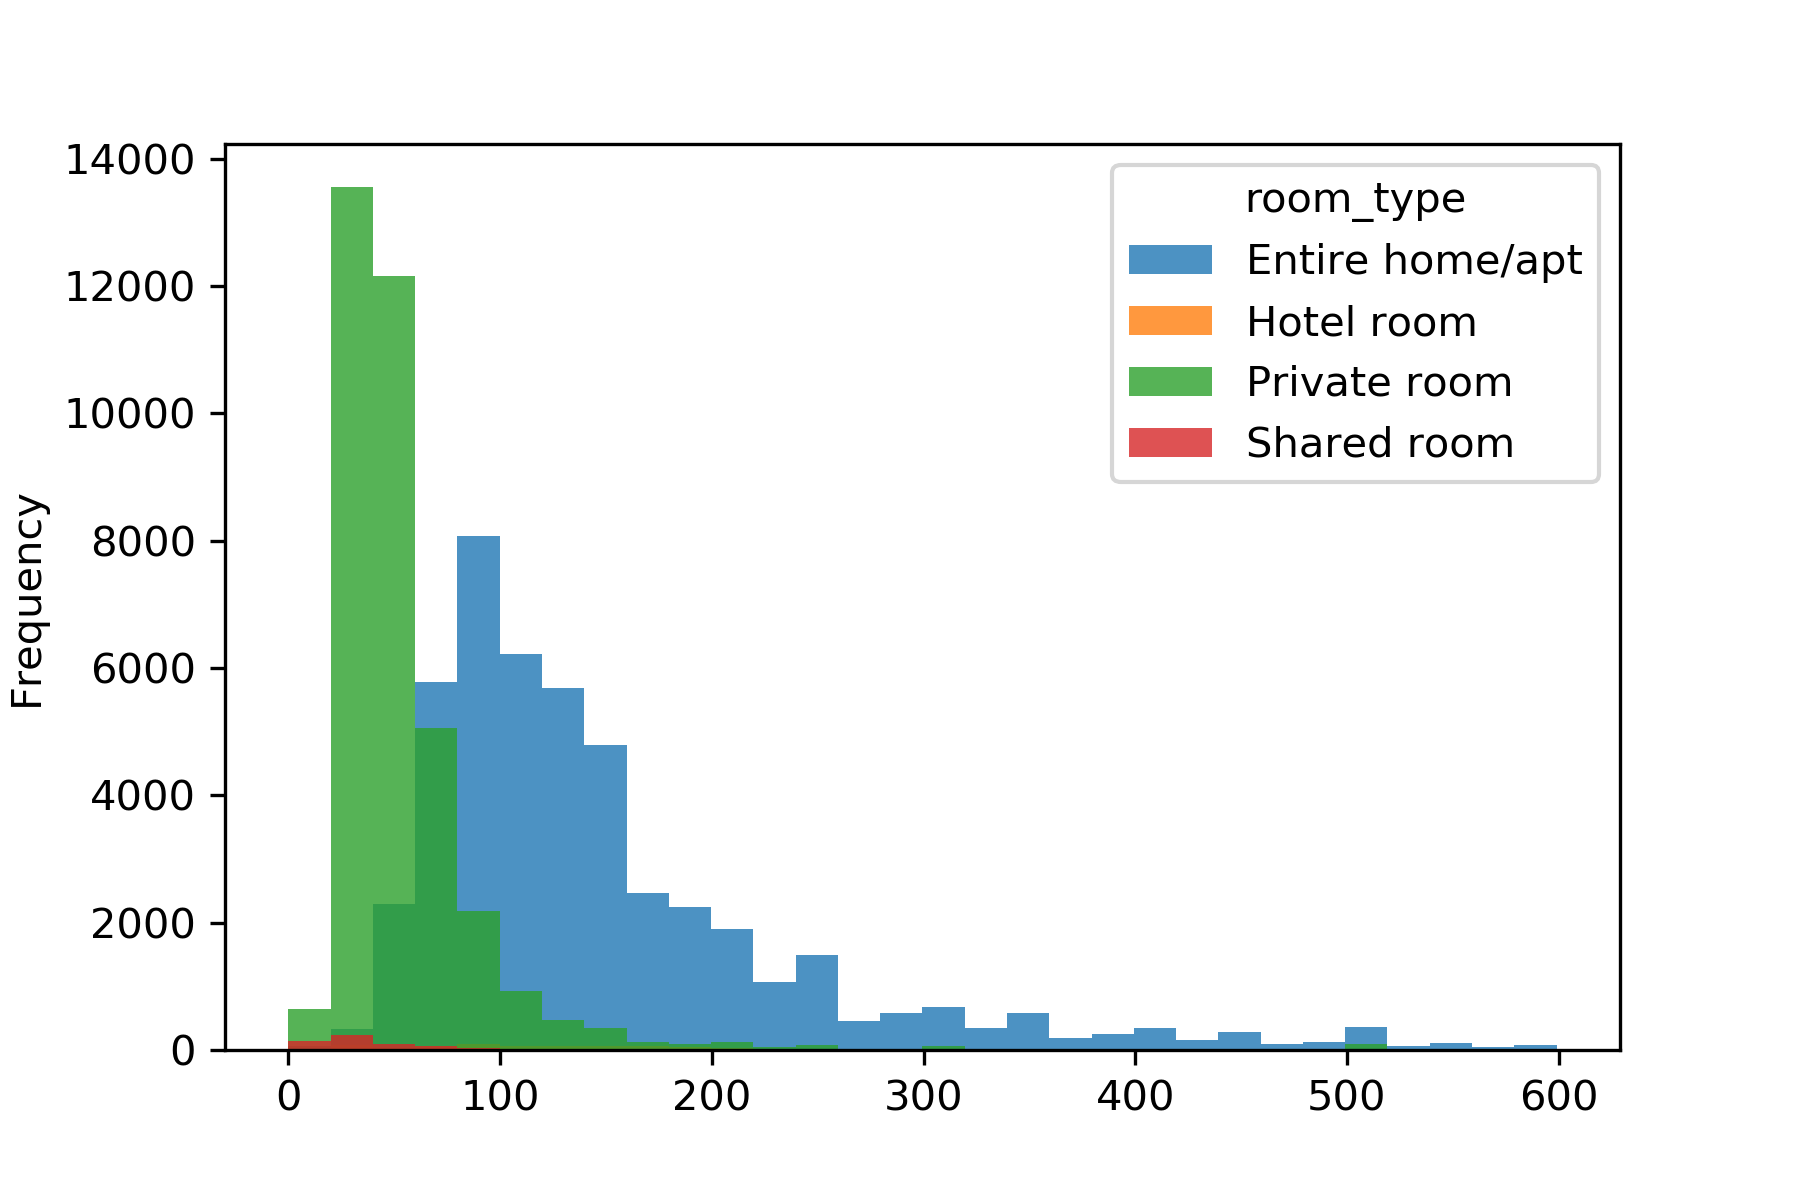 14000
12000
10000
8000
6000
4000
2000
0
Frequency
room_type
Entire home/apt
Hotel room
Private room
Shared room
0 100 200 300 400 500 600